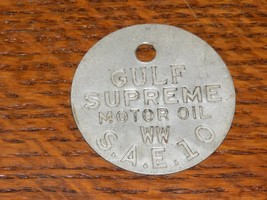 GULF
SUPREME
MOTOR OIL
WW
S.A.E. 10